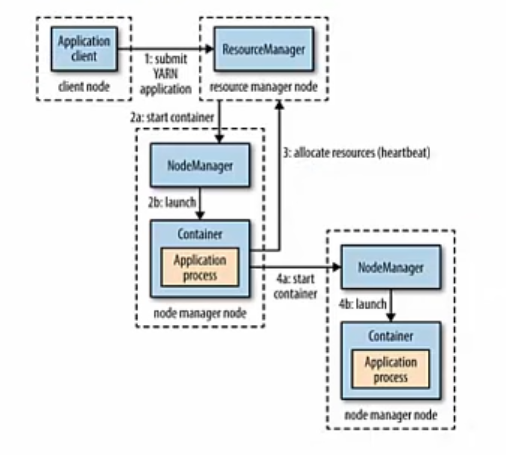 Application
client
client node
1: submit
YARN
application
ResourceManager
resource manager node
2a: start container
NodeManager
2b: launch
Container
Application
process
node manager node
3: allocate resources (heartbeat)
4a: start
container
NodeManager
4b: launch
Container
Application
process
node manager node